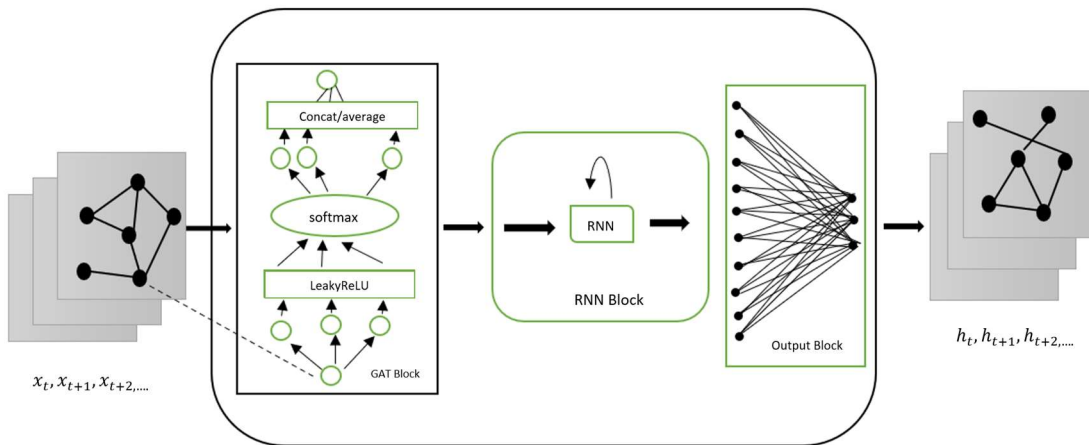 Concat/average
softmax
LeakyReLU
GAT Block
RNN
RNN Block
Output Block
x_t, x_{t+1}, x_{t+2,....}
h_t, h_{t+1}, h_{t+2,....}